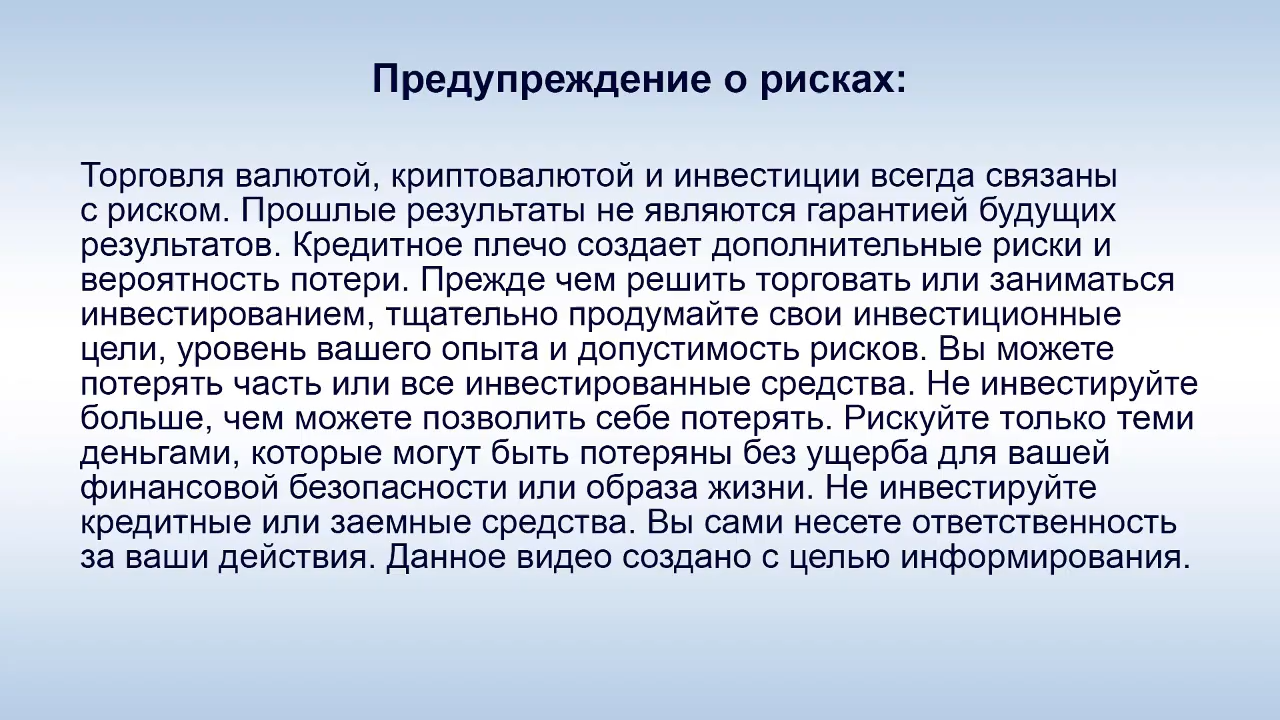 Предупреждение о рисках:
Торговля валютой, криптовалютой и инвестиции всегда связаны
с риском. Прошлые результаты не являются гарантией будущих
результатов. Кредитное плечо создает дополнительные риски и
вероятность потери. Прежде чем решить торговать или заниматься
инвестированием, тщательно продумайте свои инвестиционные
цели, уровень вашего опыта и допустимость рисков. Вы можете
потерять часть или все инвестированные средства. Не инвестируйте
больше, чем можете позволить себе потерять. Рискуйте только теми
деньгами, которые могут быть потеряны без ущерба для вашей
финансовой безопасности или образа жизни. Не инвестируйте
кредитные или заемные средства. Вы сами несете ответственность
за ваши действия. Данное видео создано с целью информирования.